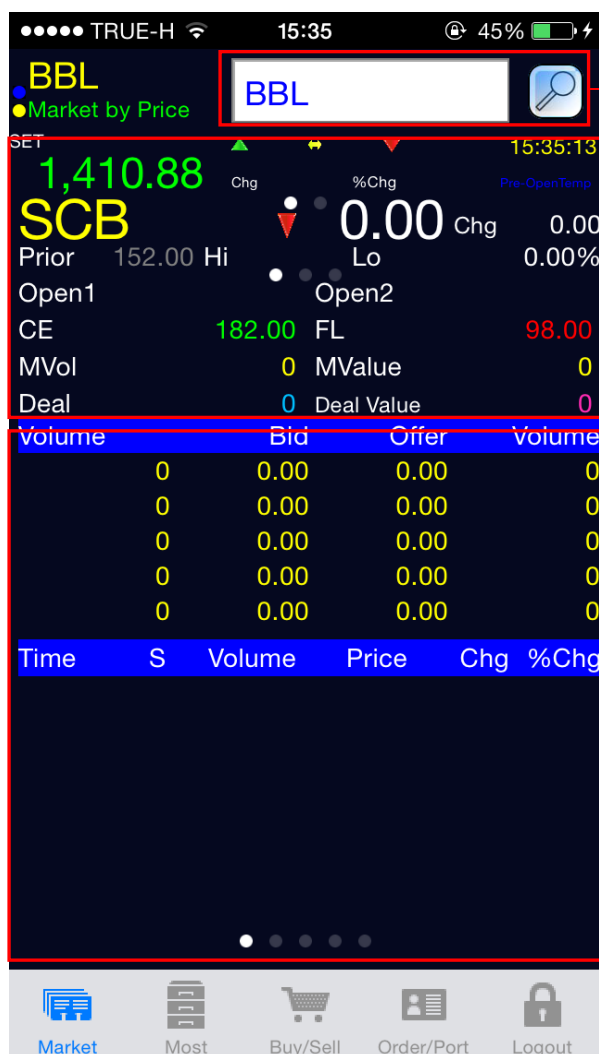 TRUE-H 15:35 45%
BBL BBL
Market by Price
SET 15:35:13
1,410.88 Chg %Chg Pre-OpenTemp
SCB 0.00 Chg 0.00
Prior 152.00 Hi Lo 0.00%
Open1 Open2
CE 182.00 FL 98.00
MVol 0 MValue 0
Deal 0 Deal Value 0
Volume Bid Offer Volume
0 0.00 0.00 0
0 0.00 0.00 0
0 0.00 0.00 0
0 0.00 0.00 0
0 0.00 0.00 0
Time S Volume Price Chg %Chg
Market Most Buy/Sell Order/Port Logout